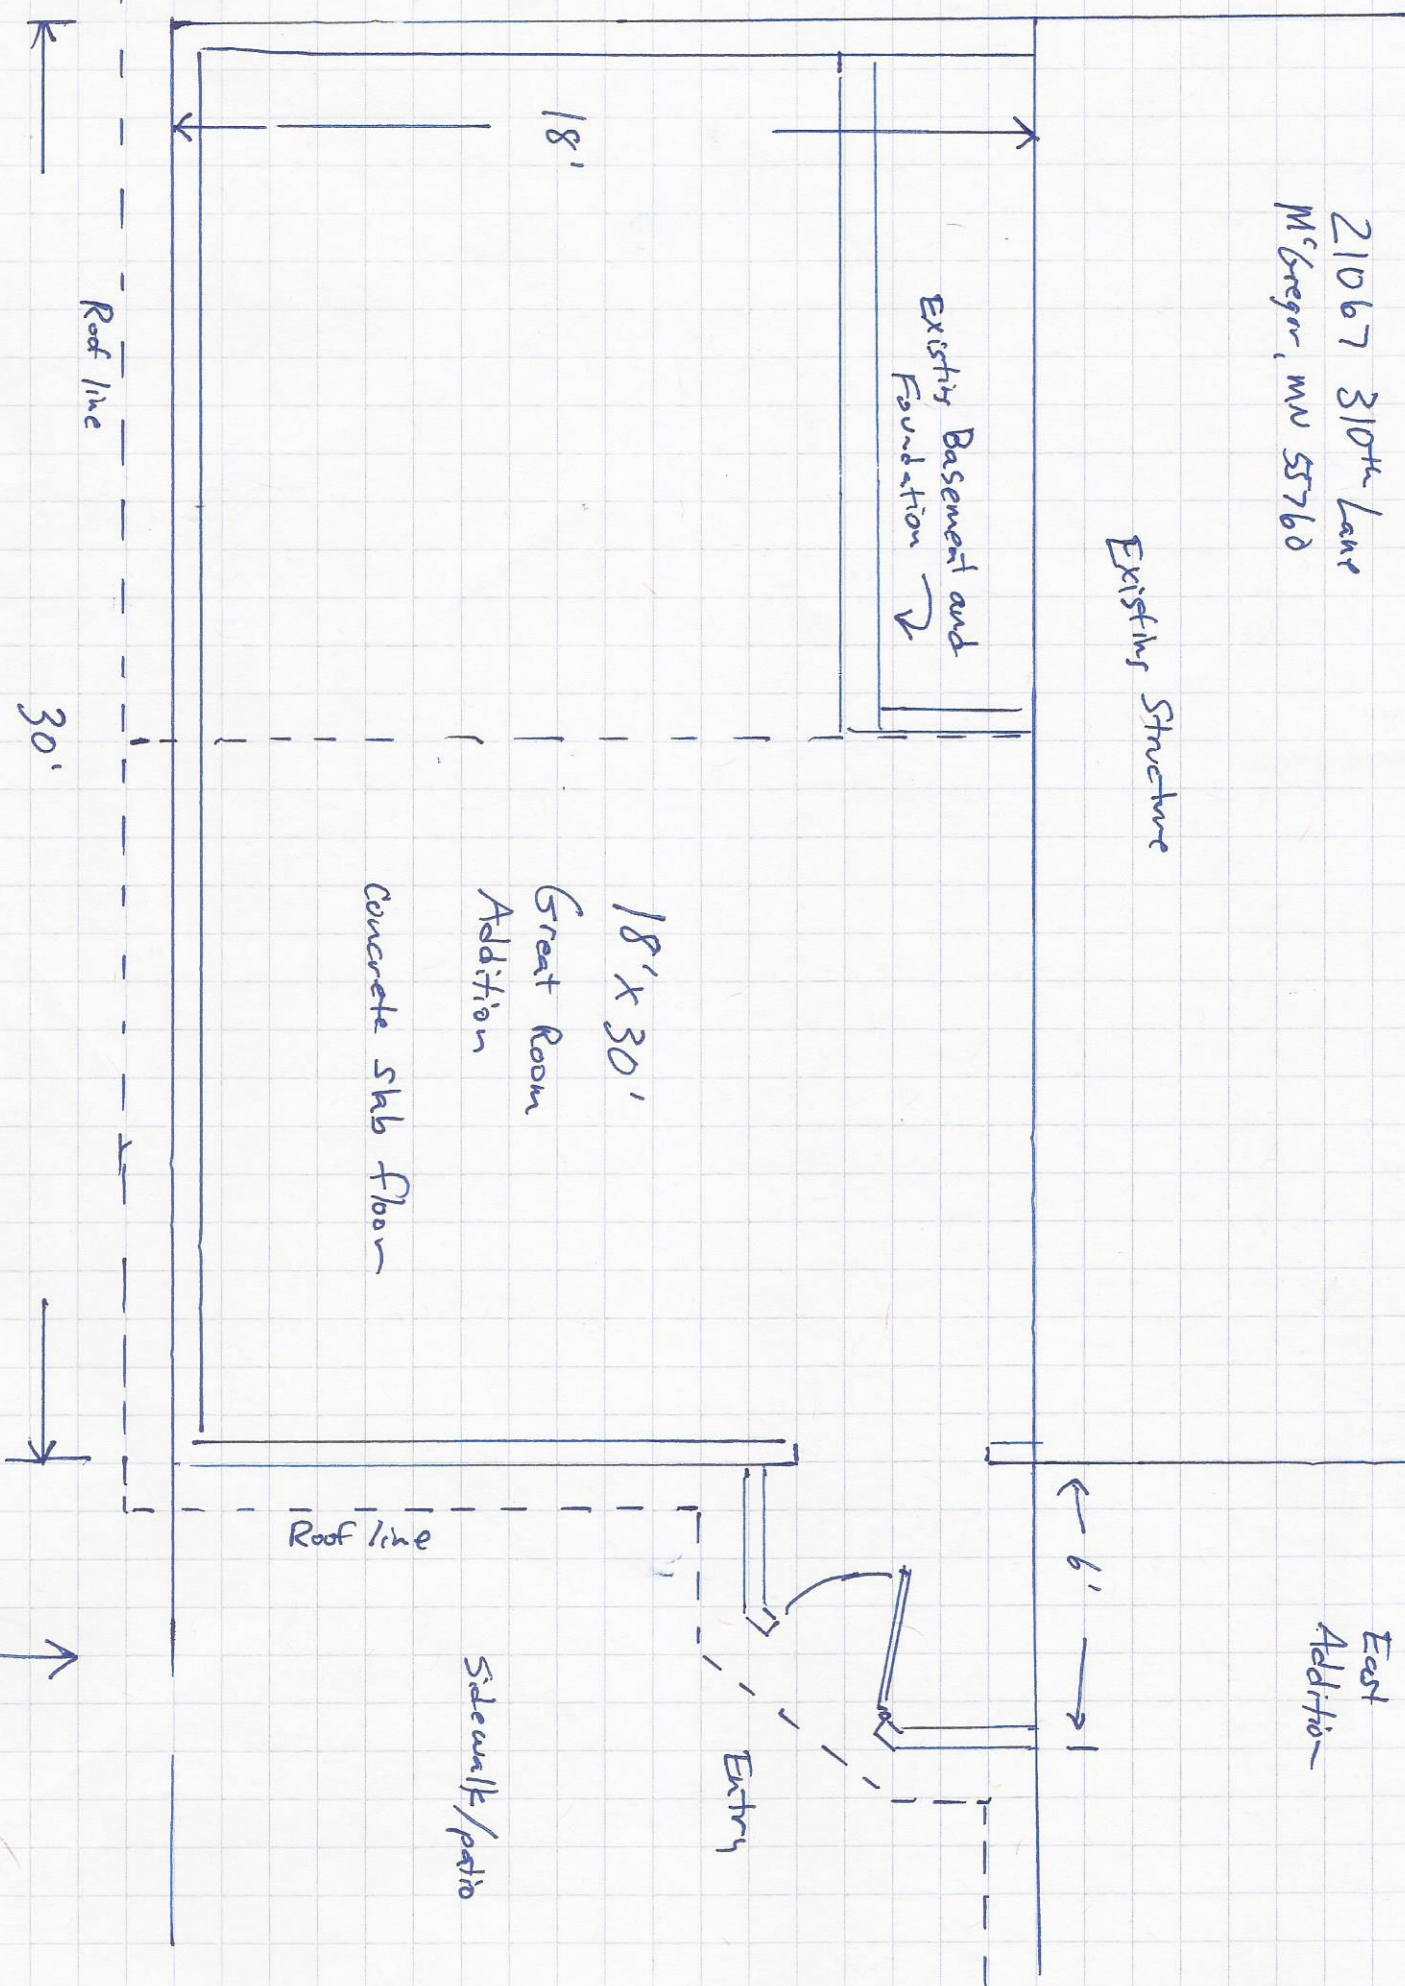 21067 310th Lane
McGregor, MN 55760
Existing Structure
East
Addition
6'
Existing Basement and
Foundation
18'
18' x 30'
Great Room
Addition
Concrete slab floor
Entry
Sidewalk/patio
Roof line
Roof line
30'